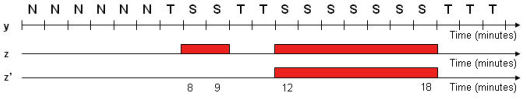 N N N N N N T S S T T S S S S S S S T T T
y Time (minutes)
z Time (minutes)
z' 8 9 12 18 Time (minutes)